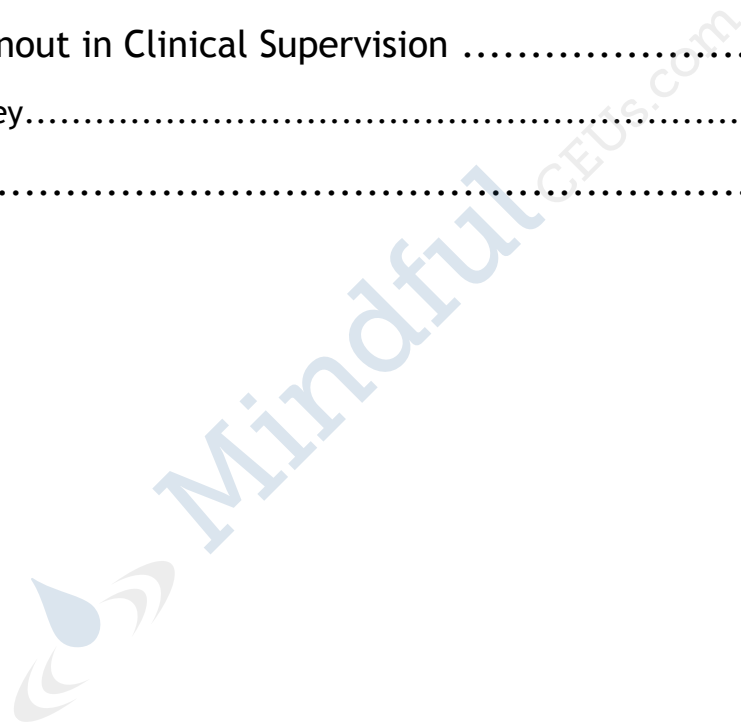 nout in Clinical Supervision ....................
ey............................................................
............................................................
Mindful CEUs.com